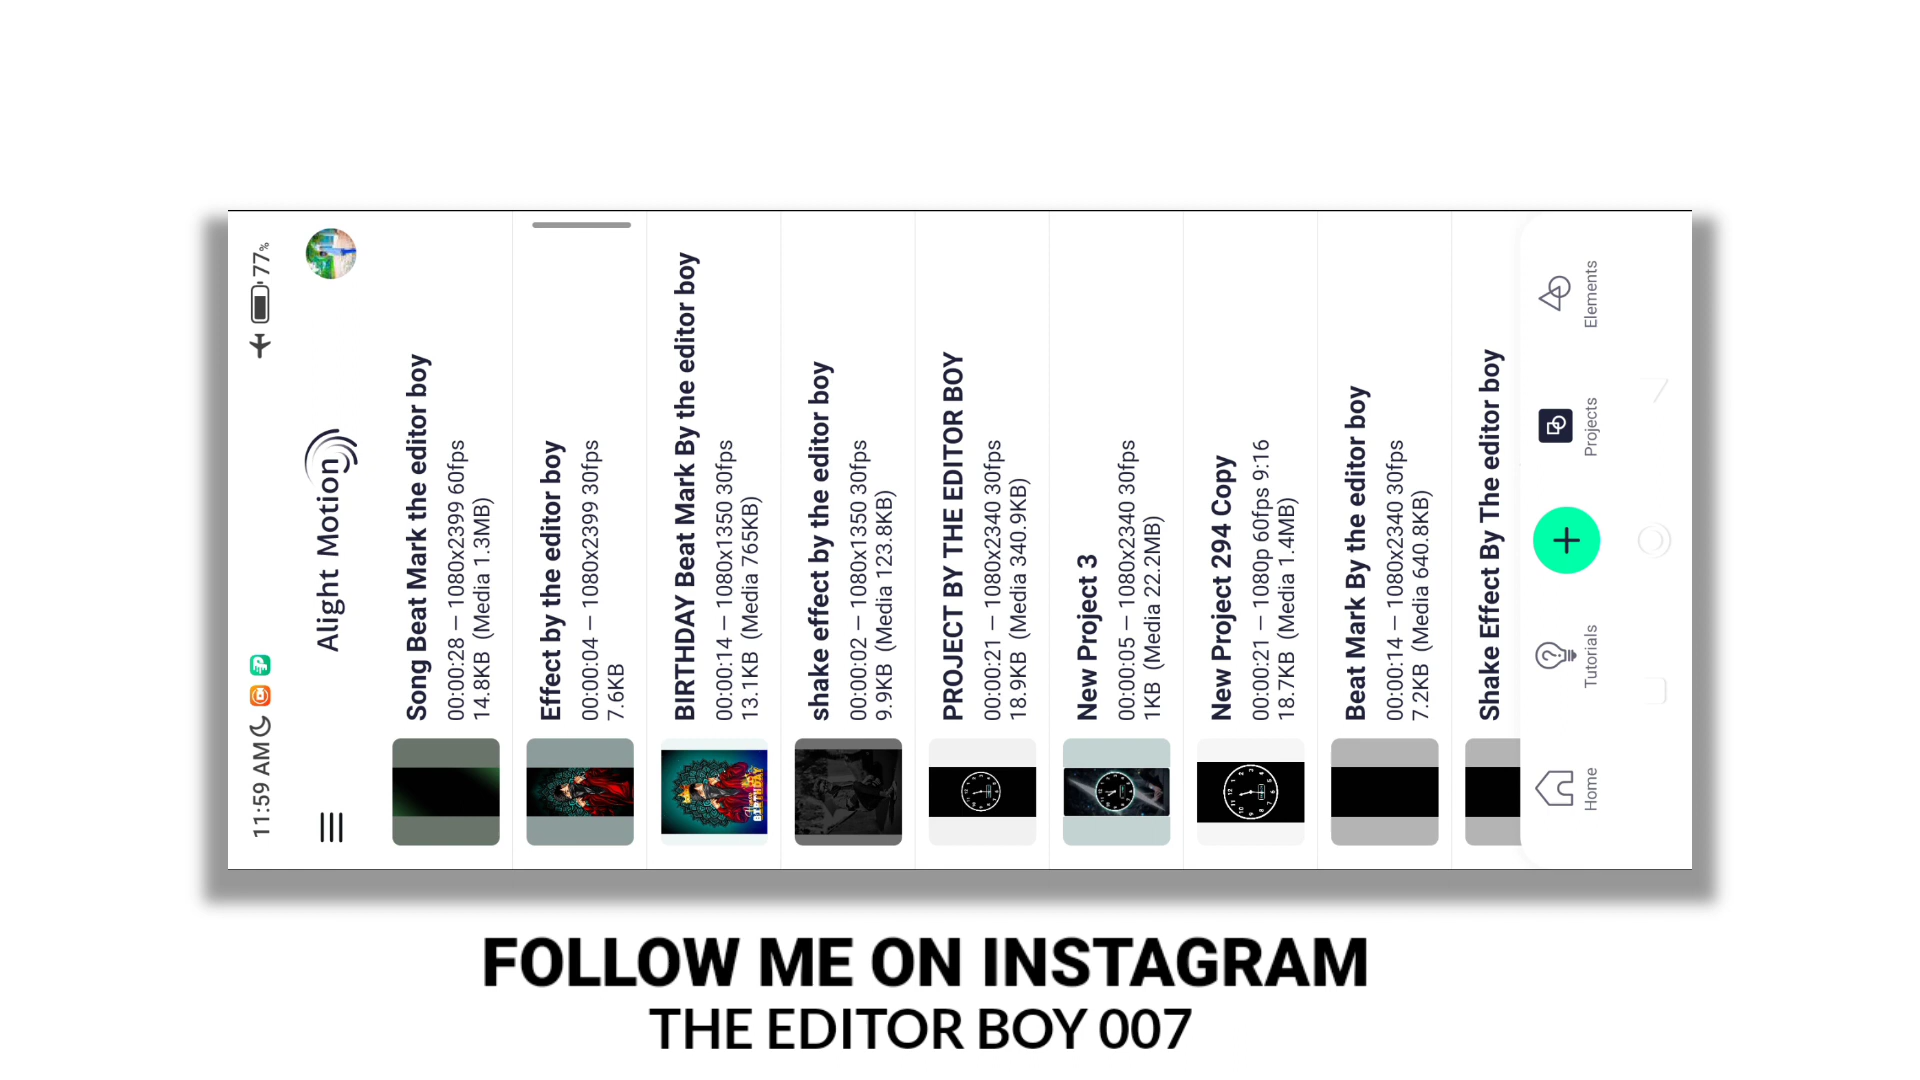 11:59 AM
77%
Alight Motion
Song Beat Mark the editor boy
00:00:28 — 1080x2399 60fps
14.8KB (Media 1.3MB)
Effect by the editor boy
00:00:04 — 1080x2399 30fps
7.6KB
BIRTHDAY Beat Mark By the editor boy
00:00:14 — 1080x1350 30fps
13.1KB (Media 765KB)
shake effect by the editor boy
00:00:02 — 1080x1350 30fps
9.9KB (Media 123.8KB)
PROJECT BY THE EDITOR BOY
00:00:21 — 1080x2340 30fps
18.9KB (Media 340.9KB)
New Project 3
00:00:05 — 1080x2340 30fps
1KB (Media 22.2MB)
New Project 294 Copy
00:00:21 — 1080p 60fps 9:16
18.7KB (Media 1.4MB)
Beat Mark By the editor boy
00:00:14 — 1080x2340 30fps
7.2KB (Media 640.8KB)
Shake Effect By The editor boy
Home
Tutorials
Projects
Elements
BIRTHDAY
FOLLOW ME ON INSTAGRAM
THE EDITOR BOY 007